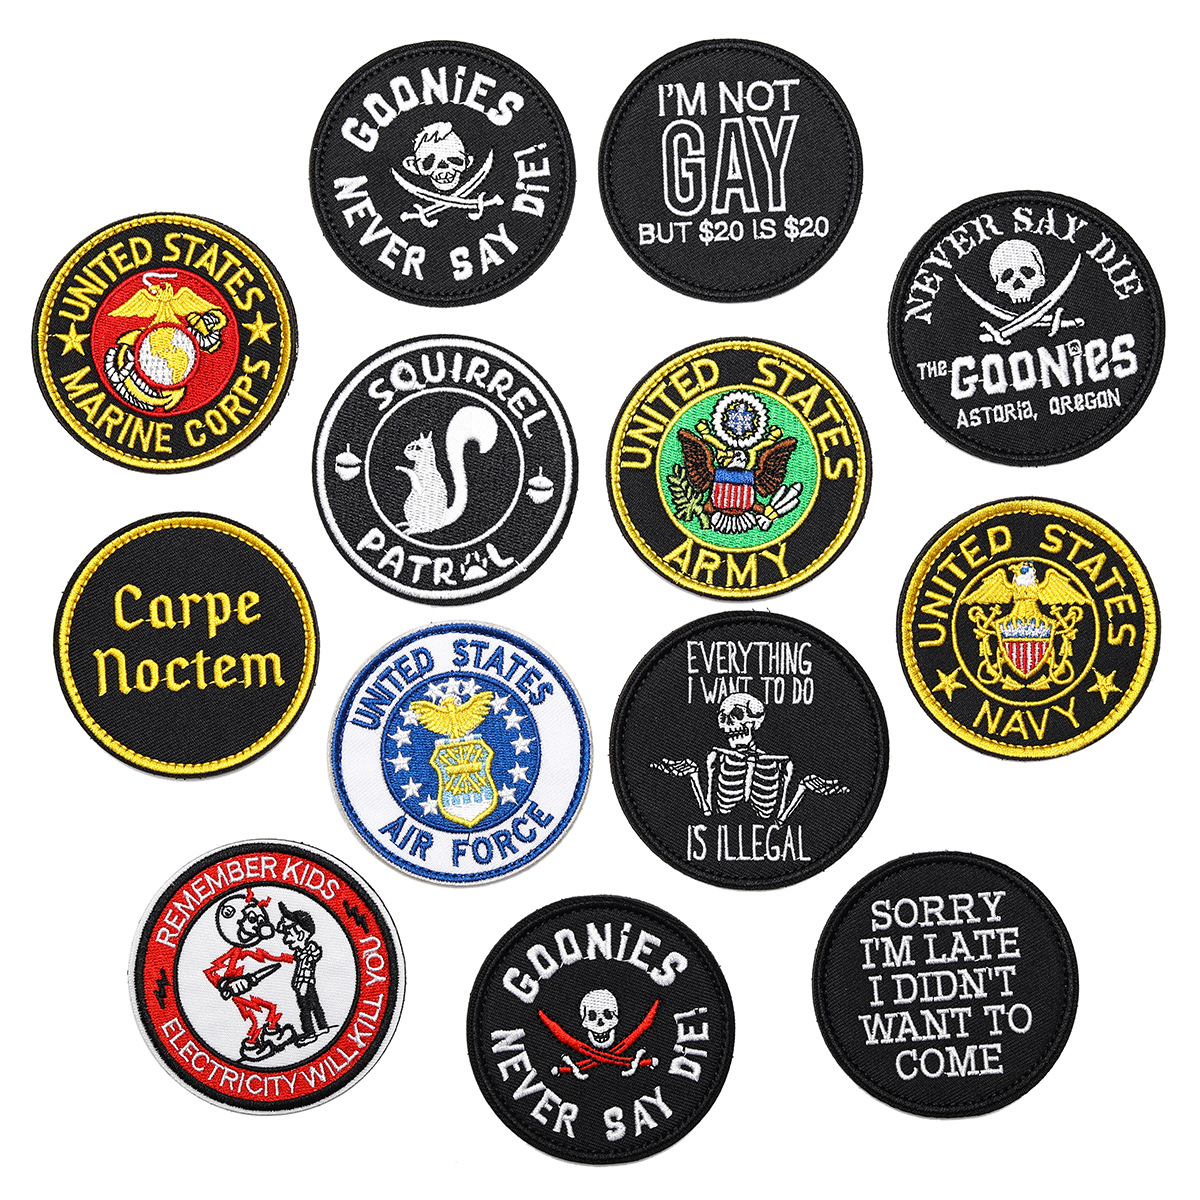 GOONiES
NEVER SAY DiE!
I'M NOT
GAY
BUT $20 IS $20
UNITED STATES
MARINE CORPS
NEVER SAY DIE
THE GOONiES
ASTORia, OREGON
SQUIRREL
PATROL
UNITED STATES
ARMY
Carpe
Noctem
UNITED STATES
NAVY
UNITED STATES
AIR FORCE
EVERYTHING
I WANT TO DO
IS ILLEGAL
REMEMBER KIDS
ELECTRICITY WILL KILL YOU
GOONiES
NEVER SAY DiE!
SORRY
I'M LATE
I DIDN'T
WANT TO
COME